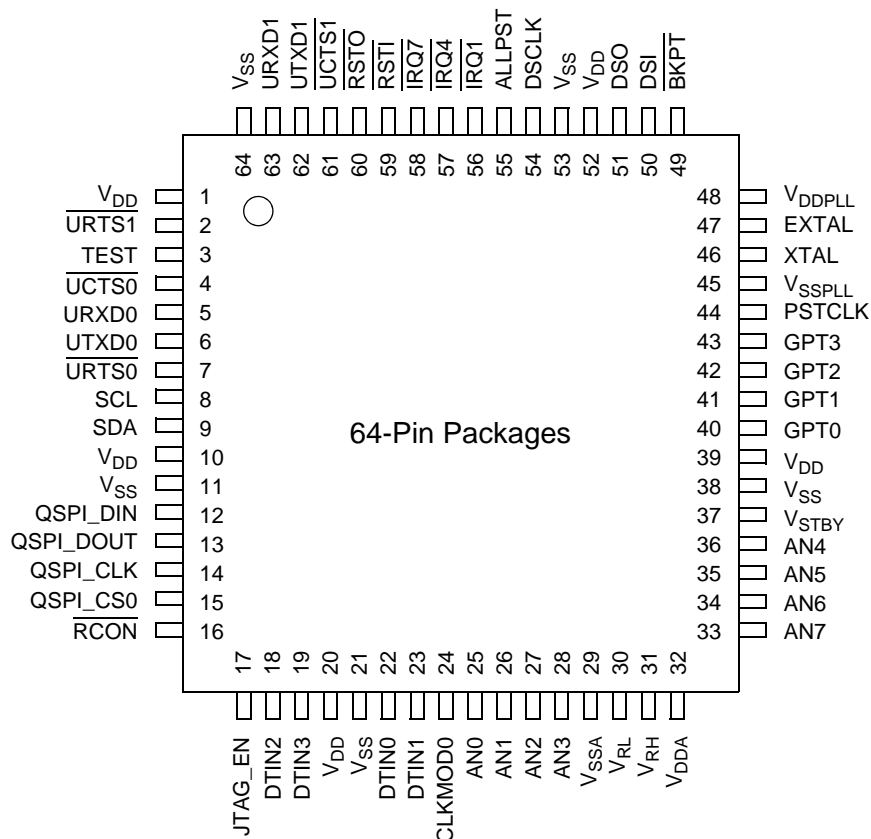 VSS URXD1 UTXD1 UCTS1 RSTO RSTI IRQ7 IRQ4 IRQ1 ALLPST DSCLK VSS VDD DSO DSI BKPT
64 63 62 61 60 59 58 57 56 55 54 53 52 51 50 49
VDD 1 48 VDDPLL
URTS1 2 47 EXTAL
TEST 3 46 XTAL
UCTS0 4 45 VSSPLL
URXD0 5 44 PSTCLK
UTXD0 6 43 GPT3
URTS0 7 42 GPT2
SCL 8 41 GPT1
SDA 9 40 GPT0
64-Pin Packages
VDD 10 39 VDD
VSS 11 38 VSS
QSPI_DIN 12 37 VSTBY
QSPI_DOUT 13 36 AN4
QSPI_CLK 14 35 AN5
QSPI_CS0 15 34 AN6
RCON 16 33 AN7
17 18 19 20 21 22 23 24 25 26 27 28 29 30 31 32
JTAG_EN DTIN2 DTIN3 VDD VSS DTIN0 DTIN1 CLKMOD0 AN0 AN1 AN2 AN3 VSSA VRL VRH VDDA